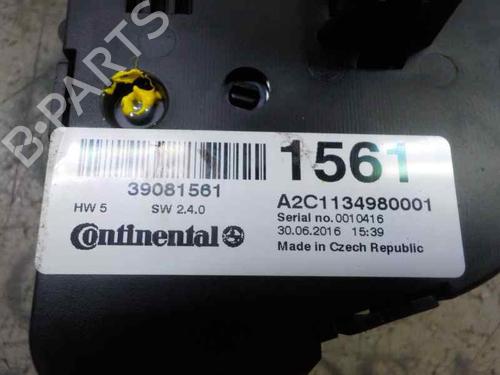 B-PARTS
1561
39081561
A2C1134980001
HW 5 SW 2.4.0
Serial no.0010416
30.06.2016 15:39
Continental
Made in Czech Republic